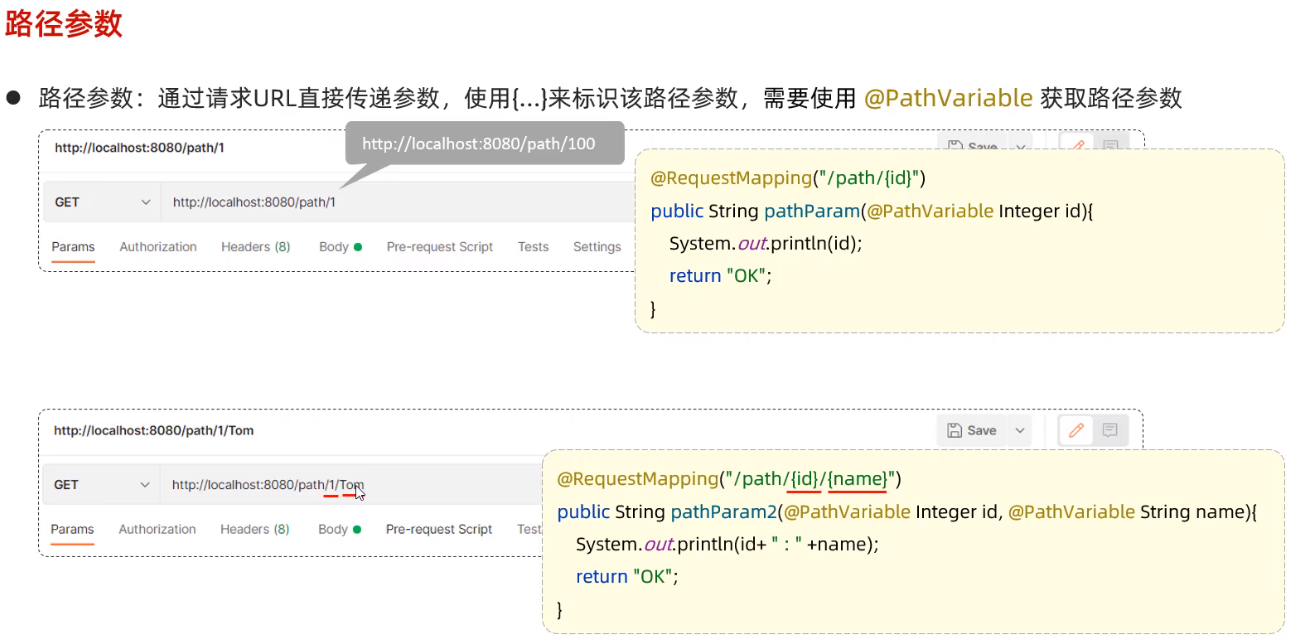 路径参数
● 路径参数：通过请求URL直接传递参数，使用{...}来标识该路径参数，需要使用 @PathVariable 获取路径参数
http://localhost:8080/path/1
http://localhost:8080/path/100
Save
GET http://localhost:8080/path/1
Params Authorization Headers (8) Body Pre-request Script Tests Settings
@RequestMapping("/path/{id}")
public String pathParam(@PathVariable Integer id){
System.out.println(id);
return "OK";
}
http://localhost:8080/path/1/Tom
Save
GET http://localhost:8080/path/1/Tom
Params Authorization Headers (8) Body Pre-request Script Test
@RequestMapping("/path/{id}/{name}")
public String pathParam2(@PathVariable Integer id, @PathVariable String name){
System.out.println(id+ " : " +name);
return "OK";
}